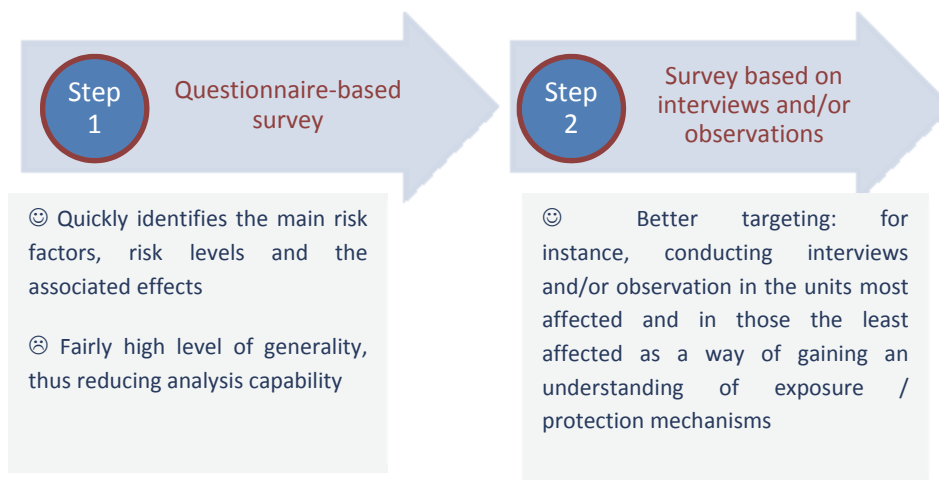 Step
1
Questionnaire-based
survey
☺ Quickly identifies the main risk
factors, risk levels and the
associated effects
☹ Fairly high level of generality,
thus reducing analysis capability
Step
2
Survey based on
interviews and/or
observations
☺ Better targeting: for
instance, conducting interviews
and/or observation in the units most
affected and in those the least
affected as a way of gaining an
understanding of exposure /
protection mechanisms